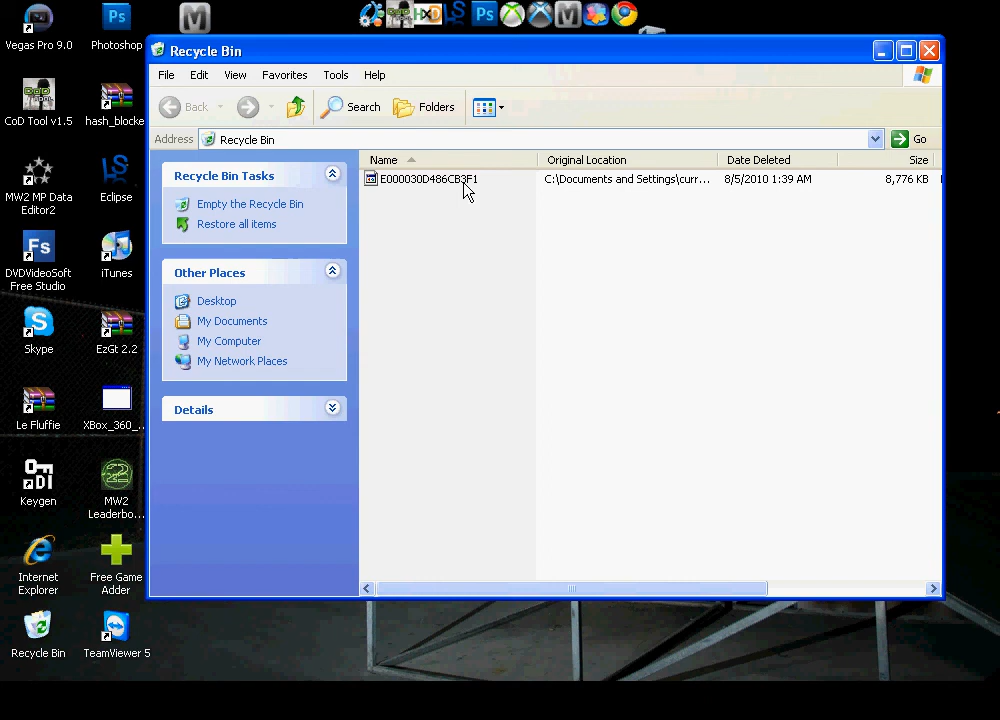 Vegas Pro 9.0
Photoshop
CoD Tool v1.5
hash_blocke
MW2 MP Data
Editor2
Eclipse
DVDVideoSoft
Free Studio
iTunes
Skype
EzGt 2.2
Le Fluffie
XBox_360_...
Keygen
MW2
Leaderbo...
Internet
Explorer
Free Game
Adder
Recycle Bin
TeamViewer 5
Recycle Bin
File Edit View Favorites Tools Help
Back Search Folders
Address Recycle Bin Go
Recycle Bin Tasks
Empty the Recycle Bin
Restore all items
Other Places
Desktop
My Documents
My Computer
My Network Places
Details
Name Original Location Date Deleted Size
E000030D486CB3F1 C:\Documents and Settings\curr... 8/5/2010 1:39 AM 8,776 KB